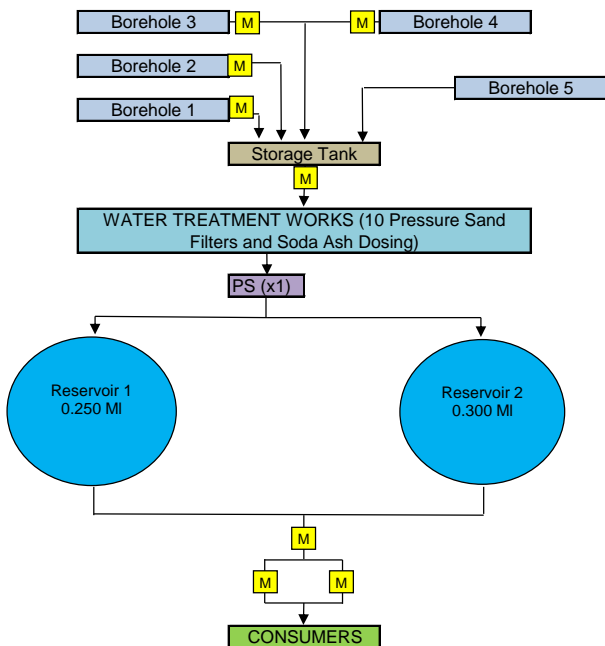 Borehole 3
M
M
Borehole 4
Borehole 2
M
Borehole 5
Borehole 1
M
Storage Tank
M
WATER TREATMENT WORKS (10 Pressure Sand
Filters and Soda Ash Dosing)
PS (x1)
Reservoir 1
0.250 Ml
Reservoir 2
0.300 Ml
M
M
M
CONSUMERS